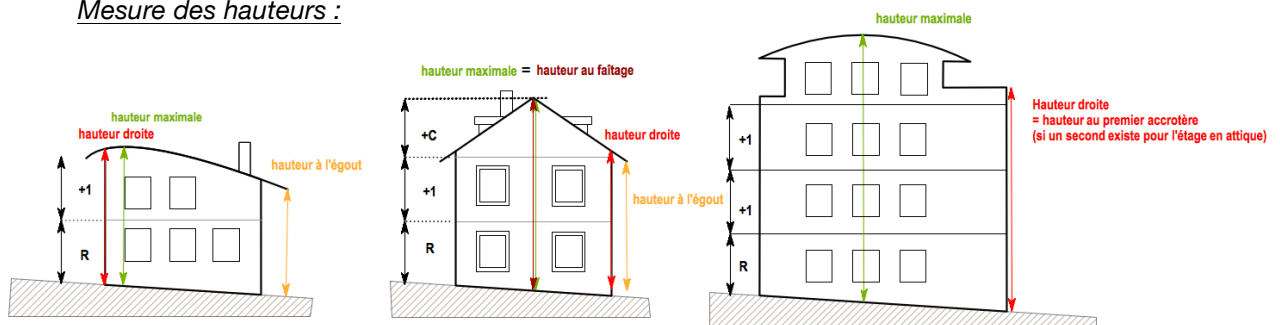 Mesure des hauteurs :
hauteur maximale
hauteur droite
hauteur à l'égout
+1
R
hauteur maximale = hauteur au faîtage
+C
hauteur droite
+1
hauteur à l'égout
R
hauteur maximale
Hauteur droite
= hauteur au premier accrotère
(si un second existe pour l'étage en attique)
+1
+1
R